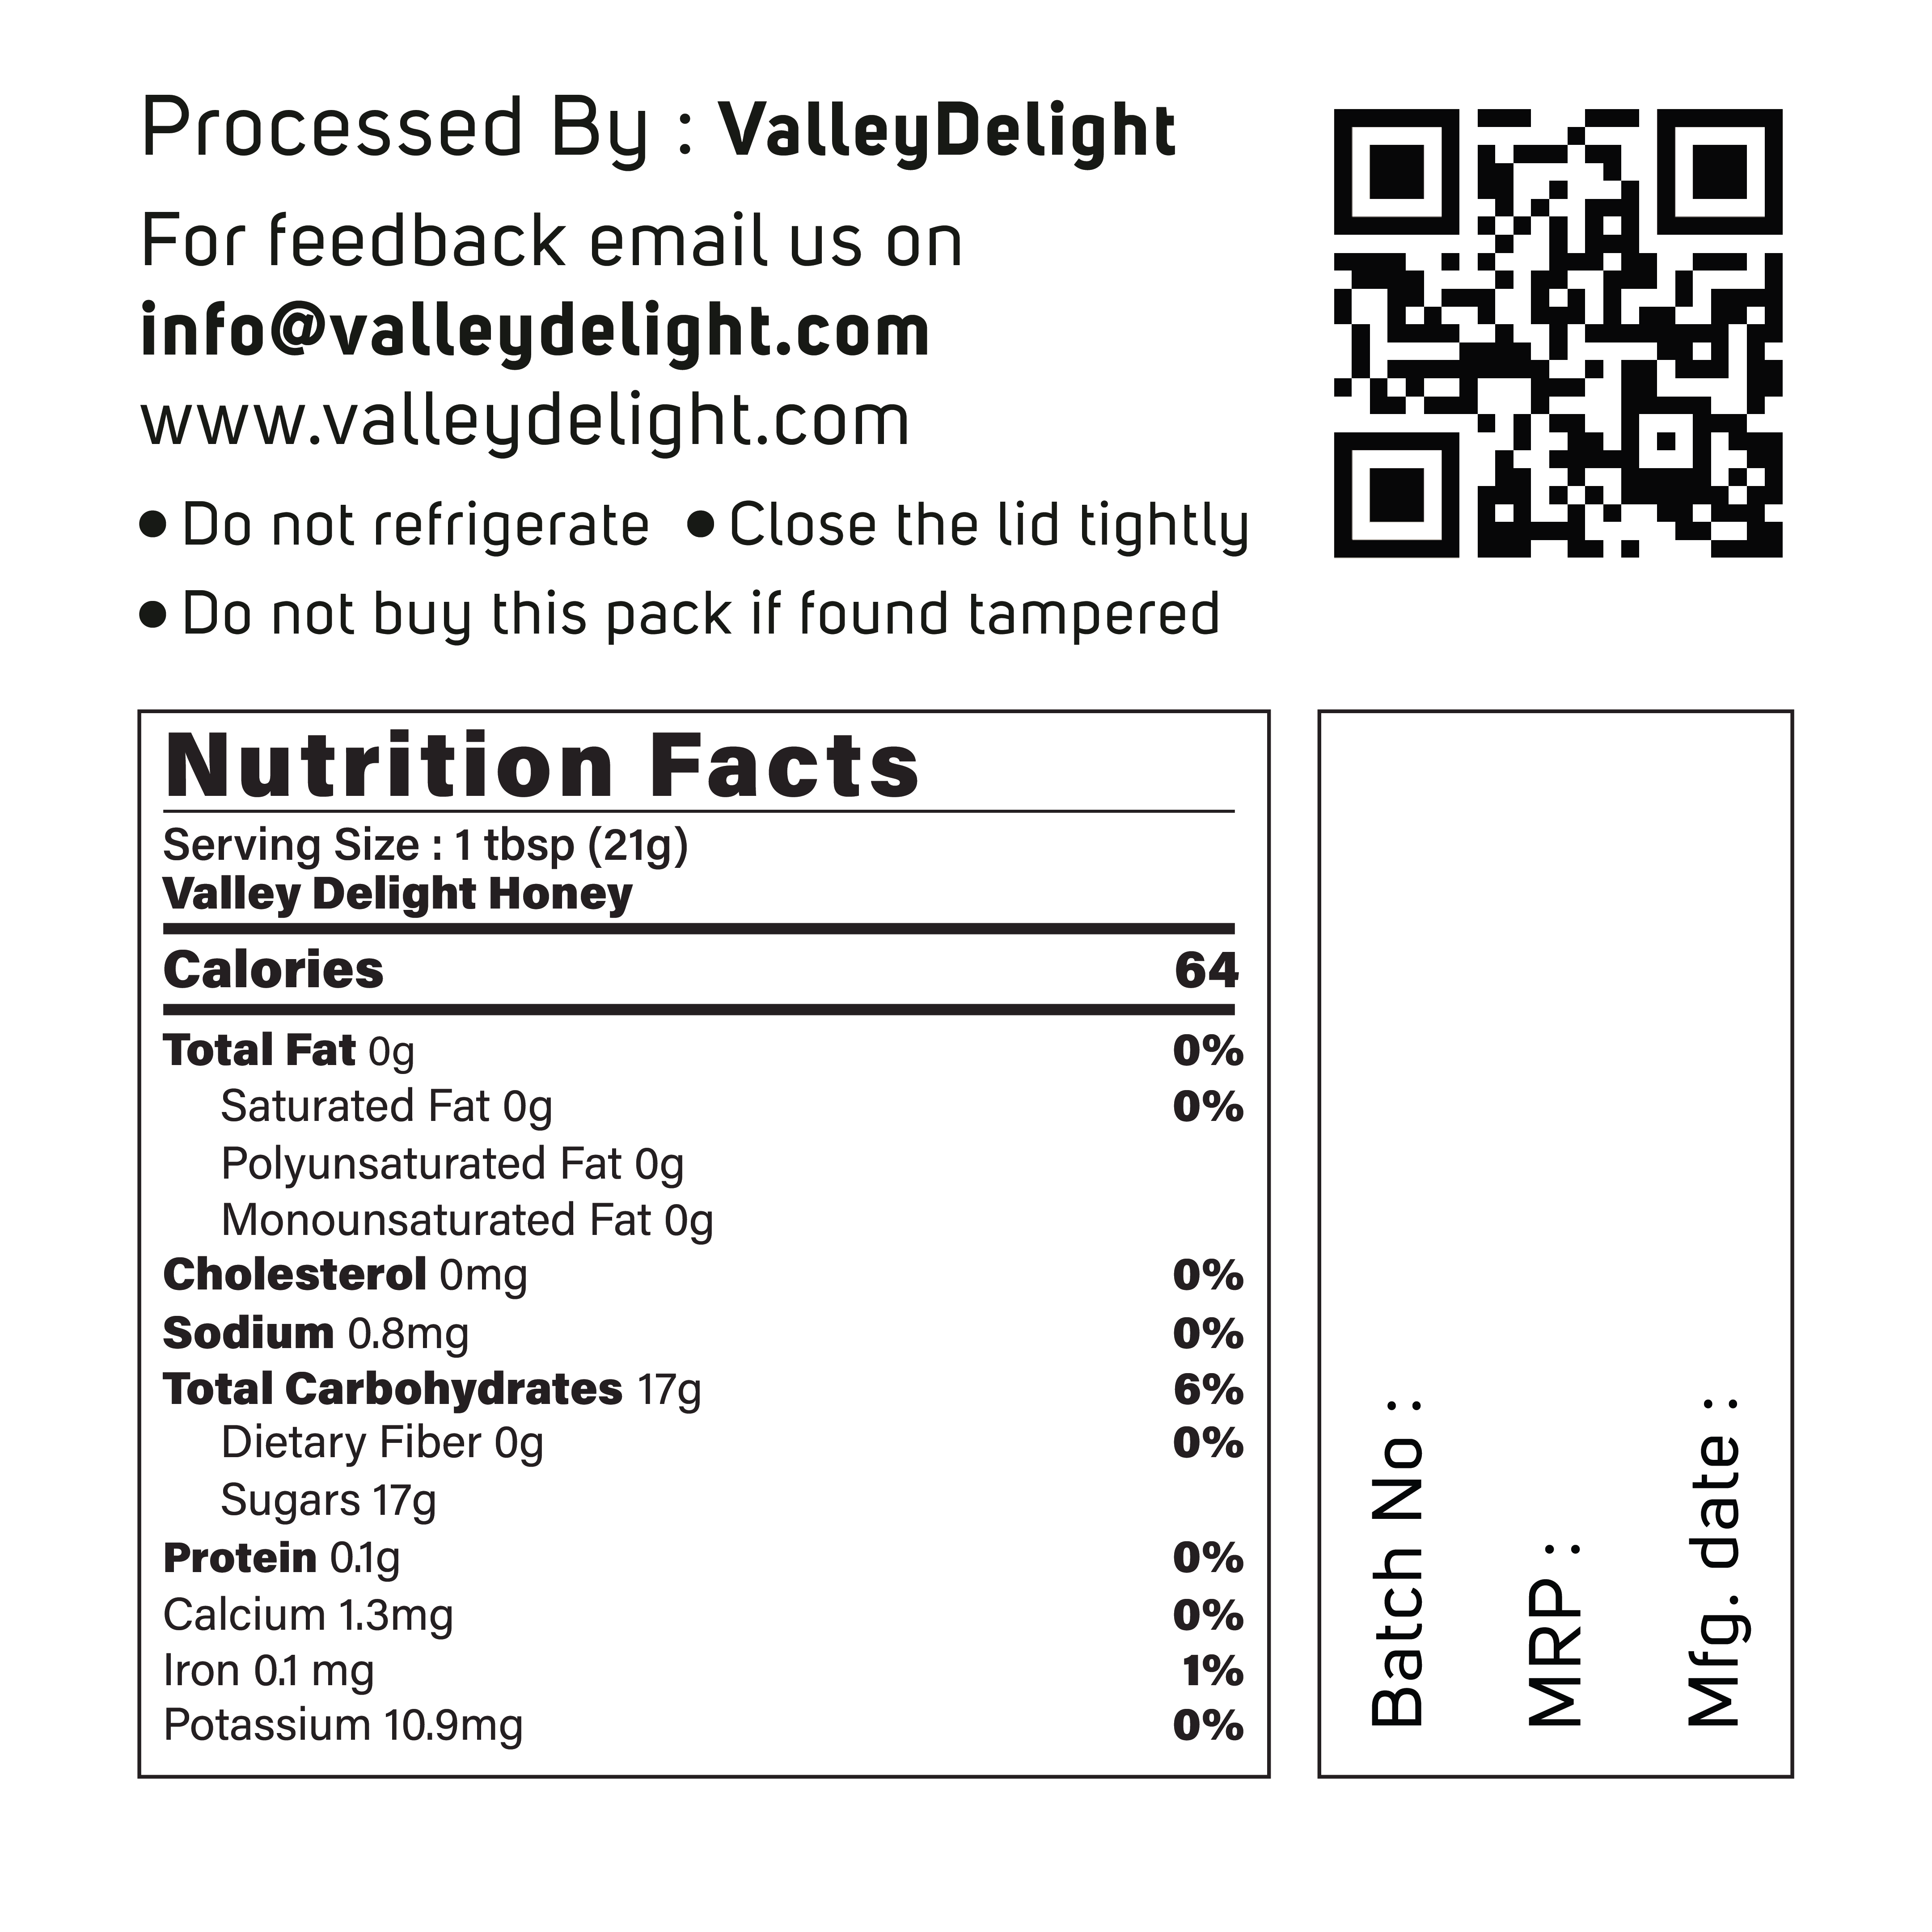 Processed By : ValleyDelight
For feedback email us on
info@valleydelight.com
www.valleydelight.com
● Do not refrigerate ● Close the lid tightly
● Do not buy this pack if found tampered
Nutrition Facts
Serving Size : 1 tbsp (21g)
Valley Delight Honey
Calories 64
Total Fat 0g 0%
Saturated Fat 0g 0%
Polyunsaturated Fat 0g
Monounsaturated Fat 0g
Cholesterol 0mg 0%
Sodium 0.8mg 0%
Total Carbohydrates 17g 6%
Dietary Fiber 0g 0%
Sugars 17g
Protein 0.1g 0%
Calcium 1.3mg 0%
Iron 0.1 mg 1%
Potassium 10.9mg 0%
Batch No :
MRP :
Mfg. date :